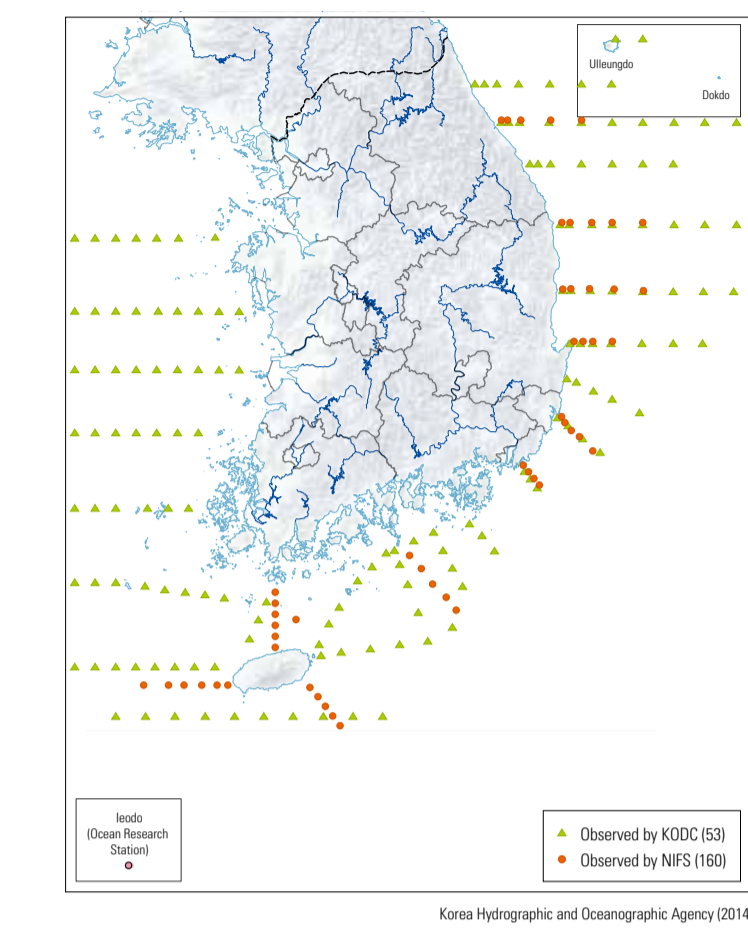 Ulleungdo
Dokdo
Ieodo
(Ocean Research
Station)
Observed by KODC (53)
Observed by NIFS (160)
Korea Hydrographic and Oceanographic Agency (2014